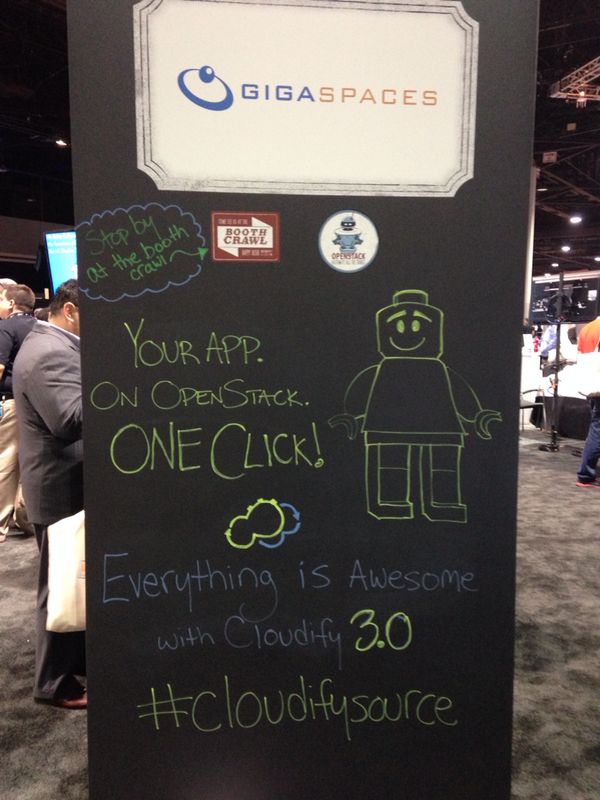 GIGASPACES
Stop by
at the booth
crawl
BOOTH
CRAWL
OPENSTACK
YOUR APP.
ON OPENSTACK.
ONE CLICK!
Everything is Awesome
with Cloudify 3.0
#cloudifysource